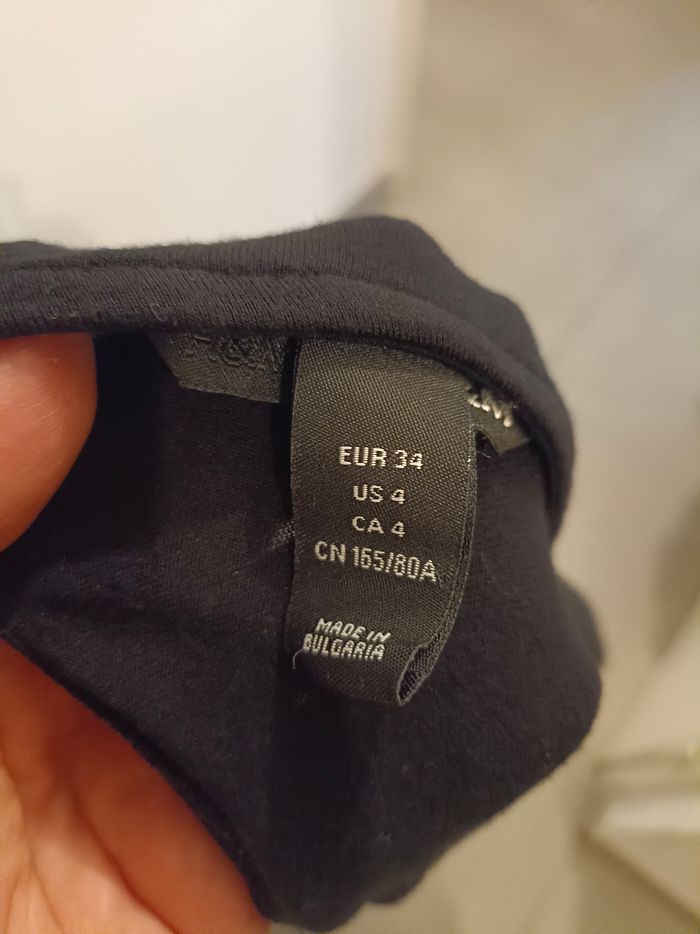 EUR 34
US 4
CA 4
CN 165/80A
MADE IN
BULGARIA